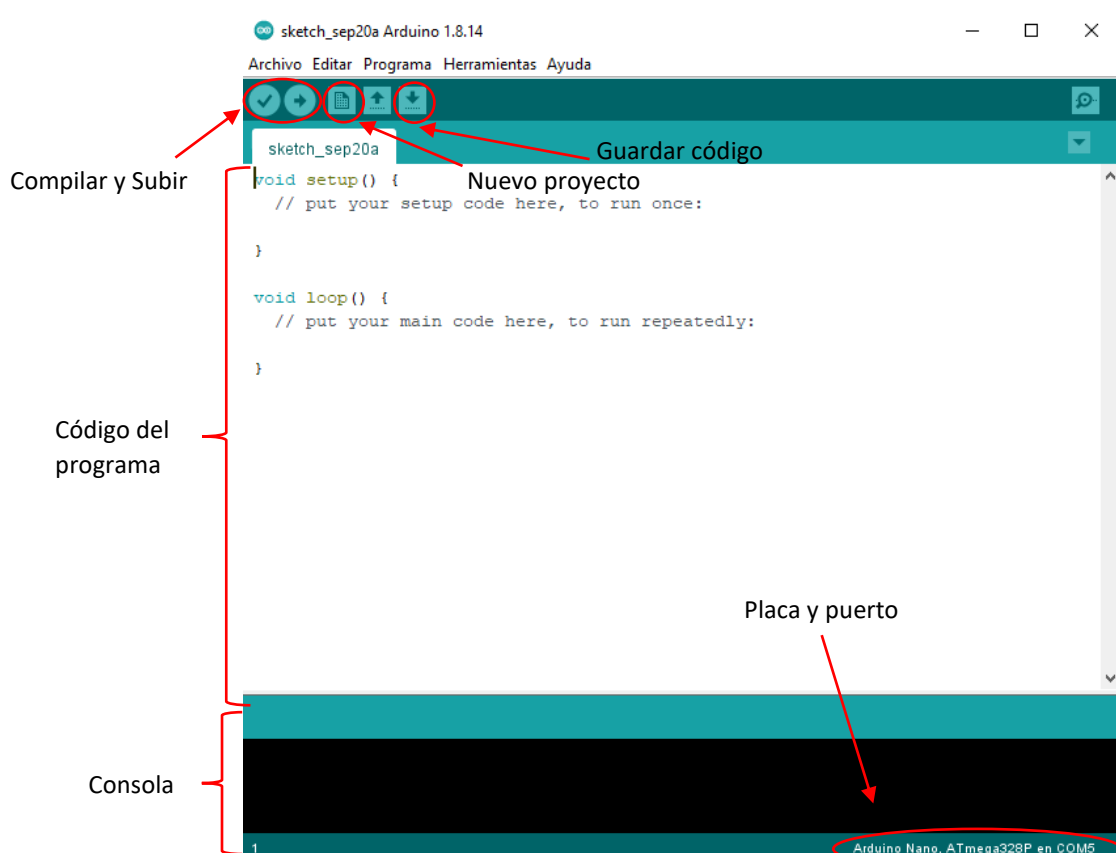 sketch_sep20a Arduino 1.8.14
Archivo Editar Programa Herramientas Ayuda
sketch_sep20a
Guardar código
Compilar y Subir
Nuevo proyecto
void setup() {
// put your setup code here, to run once:
}
void loop() {
// put your main code here, to run repeatedly:
}
Código del
programa
Placa y puerto
Consola
1
Arduino Nano, ATmega328P en COM5